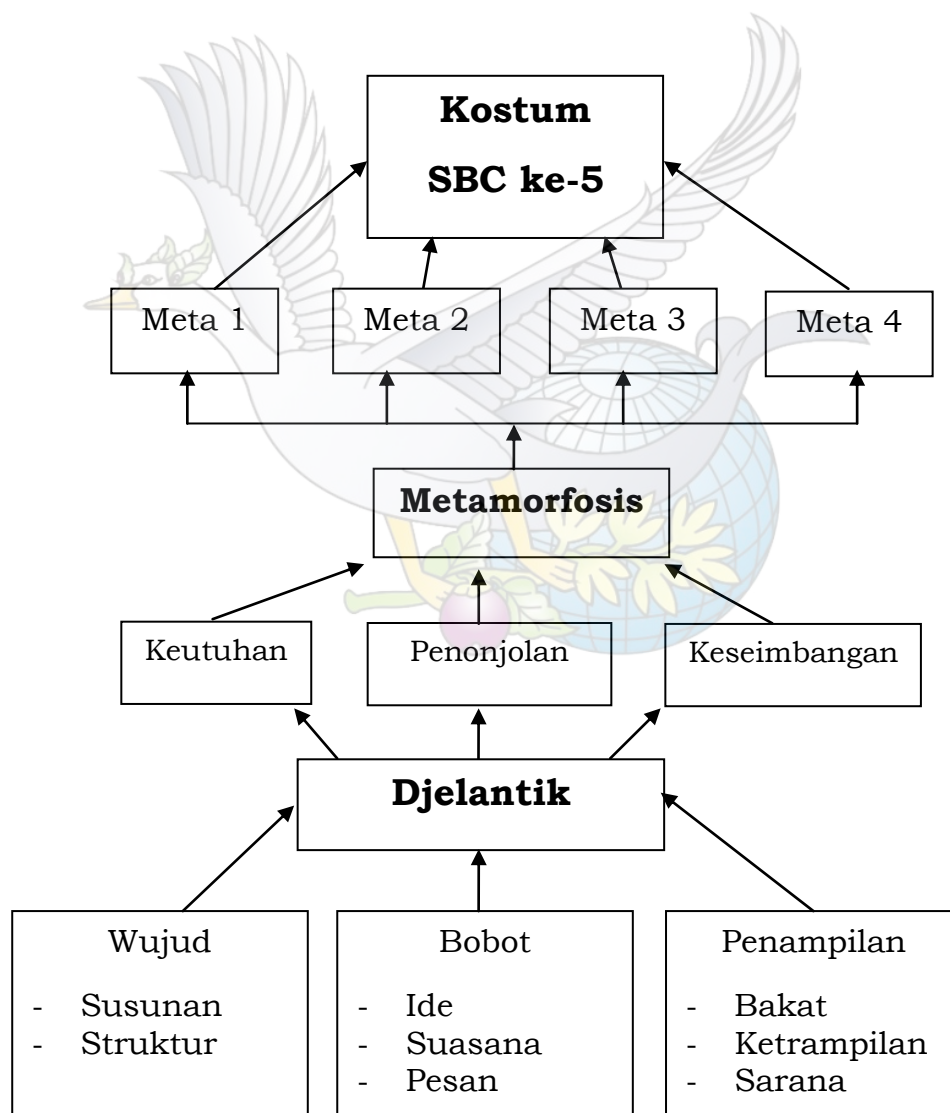 Kostum
SBC ke-5
Meta 1
Meta 2
Meta 3
Meta 4
Metamorfosis
Keutuhan
Penonjolan
Keseimbangan
Djelantik
Wujud
- Susunan
- Struktur
Bobot
- Ide
- Suasana
- Pesan
Penampilan
- Bakat
- Ketrampilan
- Sarana